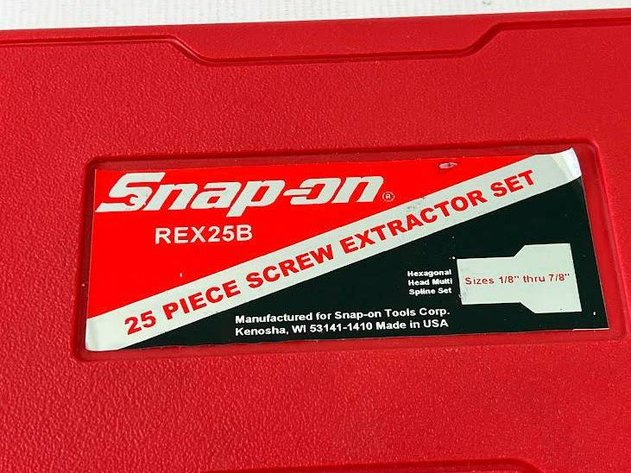 Snap-on®
REX25B
25 PIECE SCREW EXTRACTOR SET
Hexagonal
Head Multi
Spline Set
Sizes 1/8" thru 7/8"
Manufactured for Snap-on Tools Corp.
Kenosha, WI 53141-1410 Made in USA